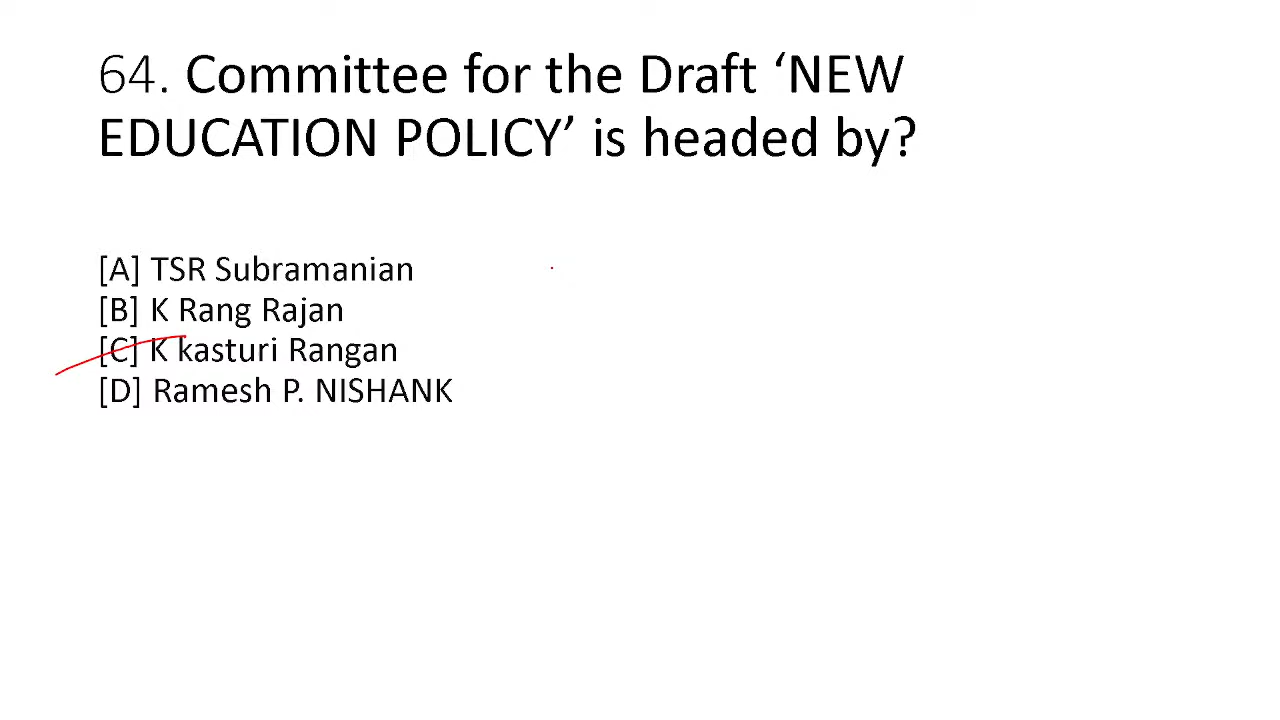 64. Committee for the Draft ‘NEW
EDUCATION POLICY’ is headed by?
[A] TSR Subramanian
[B] K Rang Rajan
[C] K kasturi Rangan
[D] Ramesh P. NISHANK